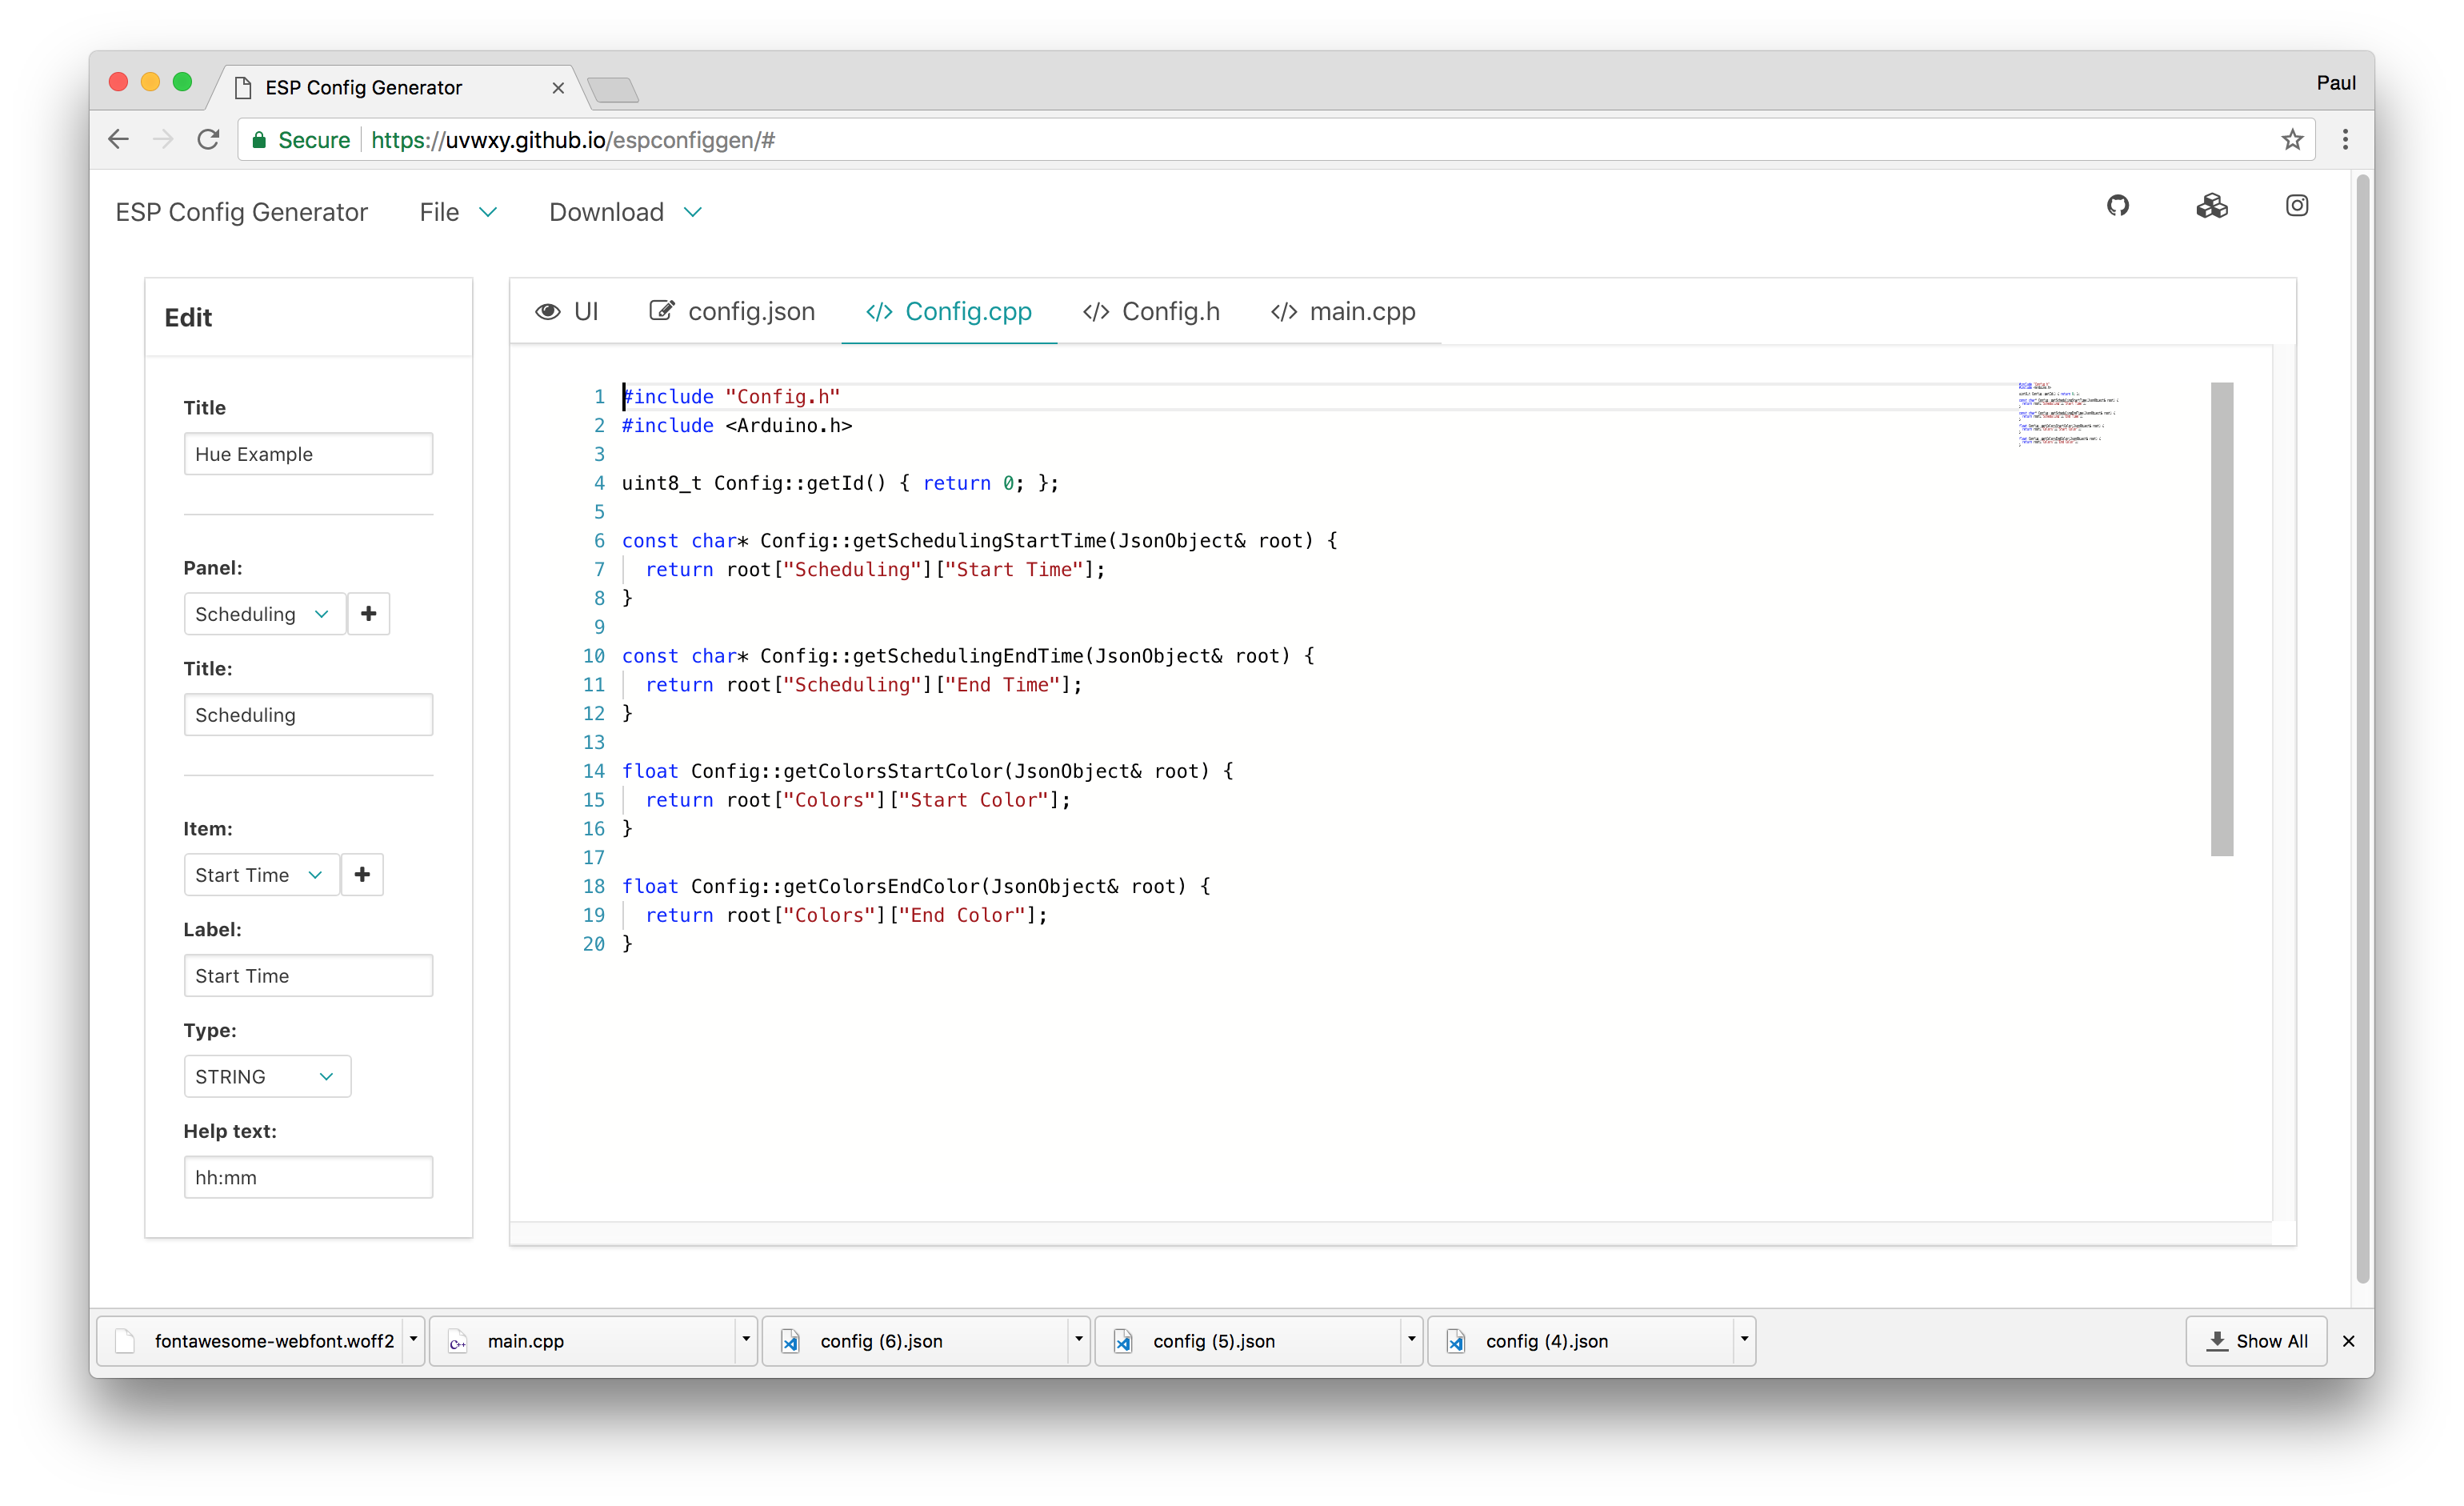 ESP Config Generator
Paul
Secure https://uvwxy.github.io/espconfiggen/#
ESP Config Generator File Download
Edit
Title
Hue Example
Panel:
Scheduling
Title:
Scheduling
Item:
Start Time
Label:
Start Time
Type:
STRING
Help text:
hh:mm
UI config.json Config.cpp Config.h main.cpp
1 #include "Config.h"
2 #include <Arduino.h>
3
4 uint8_t Config::getId() { return 0; };
5
6 const char* Config::getSchedulingStartTime(JsonObject& root) {
7 return root["Scheduling"]["Start Time"];
8 }
9
10 const char* Config::getSchedulingEndTime(JsonObject& root) {
11 return root["Scheduling"]["End Time"];
12 }
13
14 float Config::getColorsStartColor(JsonObject& root) {
15 return root["Colors"]["Start Color"];
16 }
17
18 float Config::getColorsEndColor(JsonObject& root) {
19 return root["Colors"]["End Color"];
20 }
fontawesome-webfont.woff2 main.cpp config (6).json config (5).json config (4).json Show All